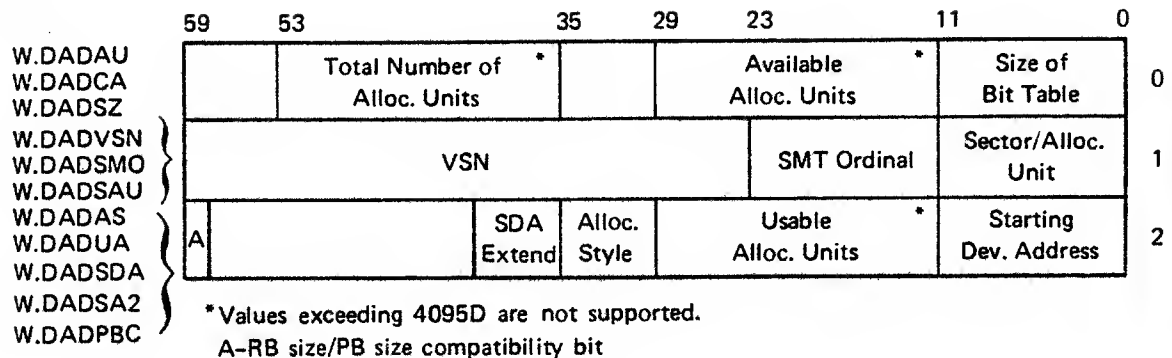 59 53 35 29 23 11 0
W.DADAU
W.DADCA
W.DADSZ
Total Number of *
Alloc. Units
Available *
Alloc. Units
Size of
Bit Table
0
W.DADVSN
W.DADSMO
W.DADSAU
VSN
SMT Ordinal
Sector/Alloc.
Unit
1
W.DADAS
W.DADUA
W.DADSDA
W.DADSA2
W.DADPBC
A
SDA
Extend
Alloc.
Style
Usable *
Alloc. Units
Starting
Dev. Address
2
*Values exceeding 4095D are not supported.
A-RB size/PB size compatibility bit